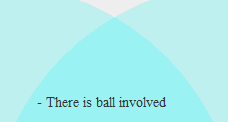 - There is ball involved